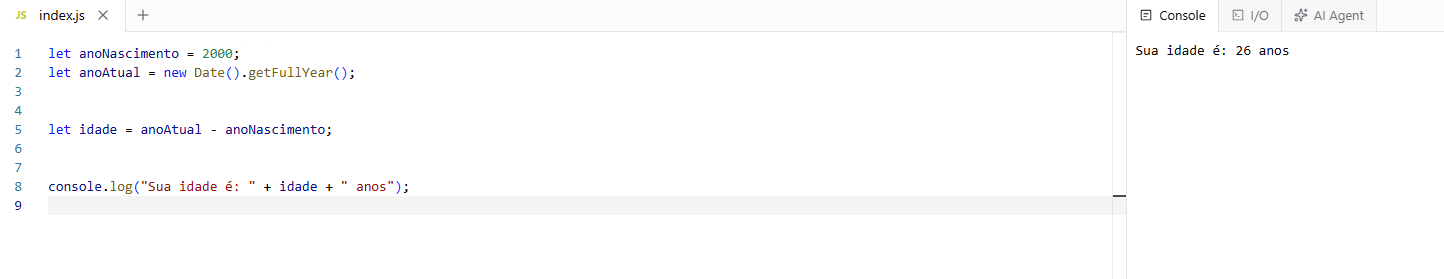 JS index.js
Console I/O AI Agent
1 let anoNascimento = 2000;
2 let anoAtual = new Date().getFullYear();
3
4
5 let idade = anoAtual - anoNascimento;
6
7
8 console.log("Sua idade é: " + idade + " anos");
9
Sua idade é: 26 anos